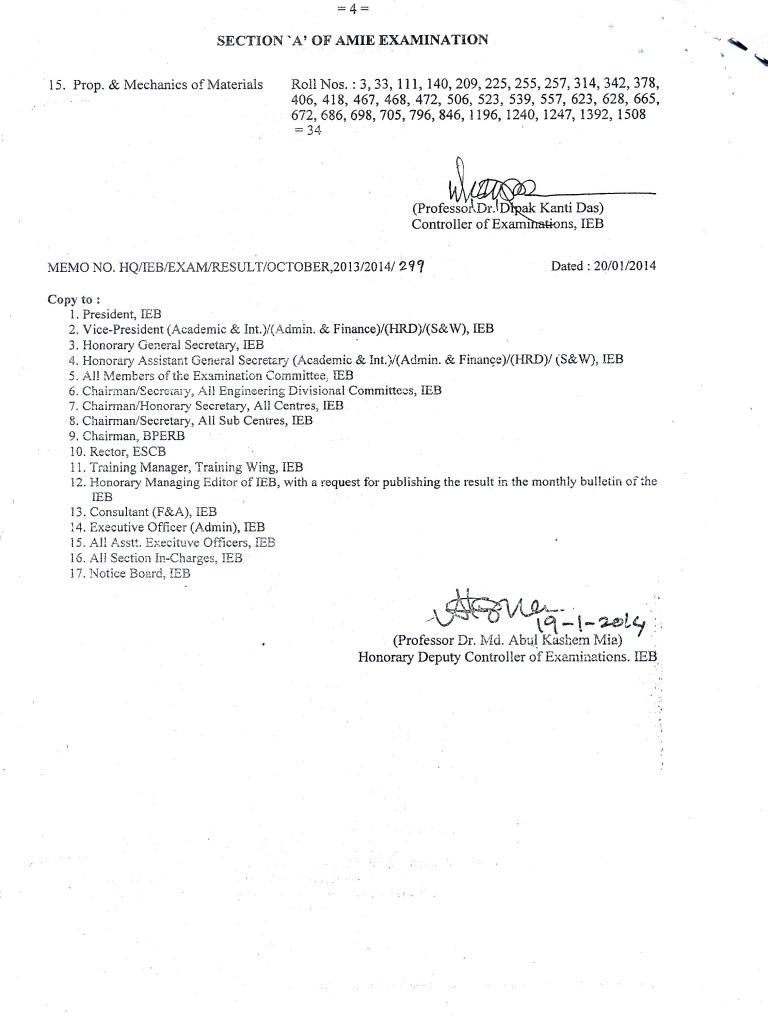 = 4 =
SECTION `A' OF AMIE EXAMINATION
15. Prop. & Mechanics of Materials Roll Nos. : 3, 33, 111, 140, 209, 225, 255, 257, 314, 342, 378,
406, 418, 467, 468, 472, 506, 523, 539, 557, 623, 628, 665,
672, 686, 698, 705, 796, 846, 1196, 1240, 1247, 1392, 1508
= 34
(Professor Dr. Dipak Kanti Das)
Controller of Examinations, IEB
MEMO NO. HQ/IEB/EXAM/RESULT/OCTOBER,2013/2014/ 299 Dated : 20/01/2014
Copy to :
1. President, IEB
2. Vice-President (Academic & Int.)/(Admin. & Finance)/(HRD)/(S&W), IEB
3. Honorary General Secretary, IEB
4. Honorary Assistant General Secretary (Academic & Int.)/(Admin. & Finance)/(HRD)/ (S&W), IEB
5. All Members of the Examination Committee, IEB
6. Chairman/Secretary, All Engineering Divisional Committees, IEB
7. Chairman/Honorary Secretary, All Centres, IEB
8. Chairman/Secretary, All Sub Centres, IEB
9. Chairman, BPERB
10. Rector, ESCB
11. Training Manager, Training Wing, IEB
12. Honorary Managing Editor of IEB, with a request for publishing the result in the monthly bulletin of the
IEB
13. Consultant (F&A), IEB
14. Executive Officer (Admin), IEB
15. All Asstt. Execituve Officers, IEB
16. All Section In-Charges, IEB
17. Notice Board, IEB
19-1-2014
(Professor Dr. Md. Abul Kashem Mia)
Honorary Deputy Controller of Examinations. IEB